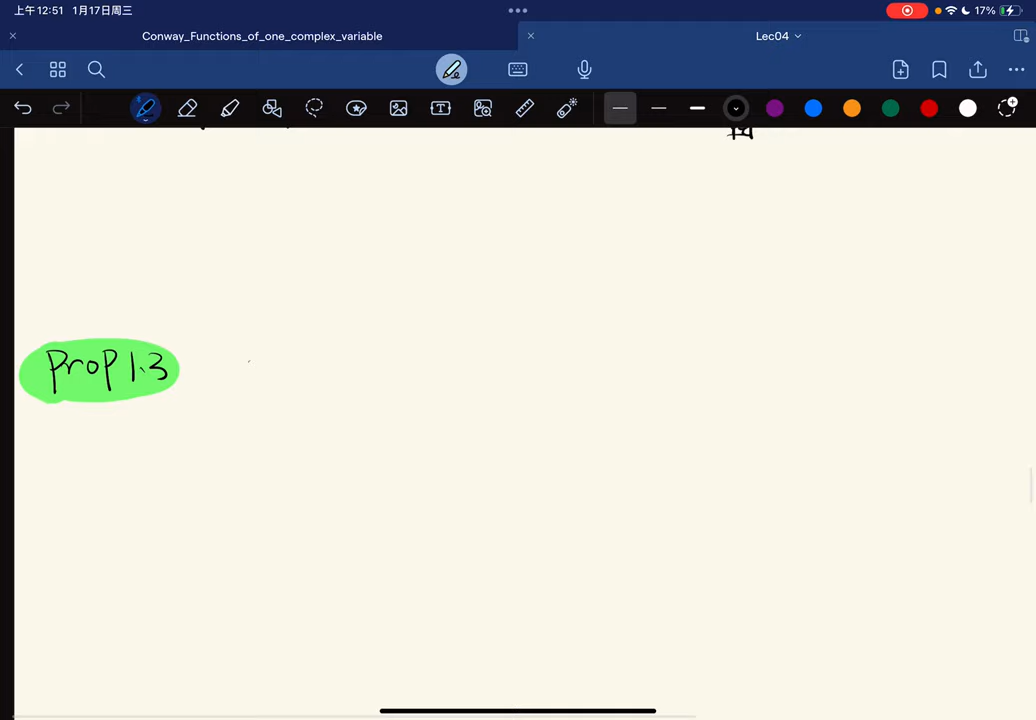 上午12:51 1月17日周三
17%
Conway_Functions_of_one_complex_variable
Lec04
Prop 1.3